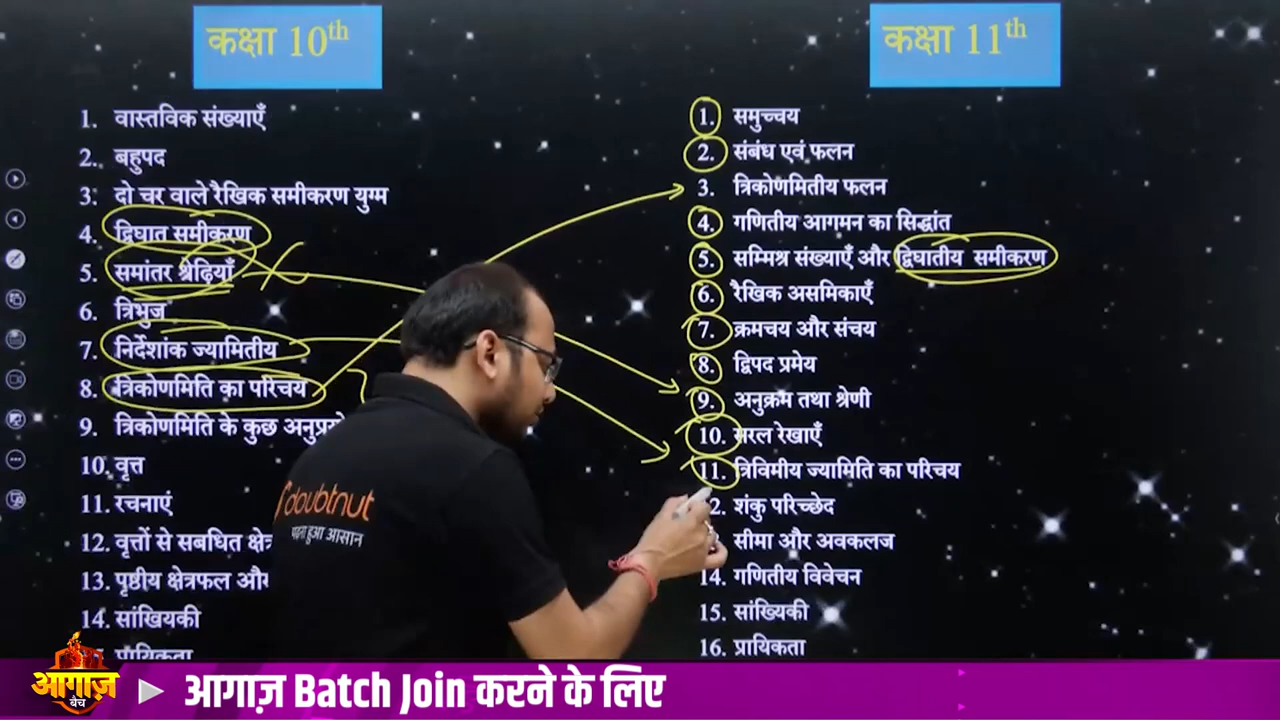 कक्षा 10th
1. वास्तविक संख्याएँ
2. बहुपद
3. दो चर वाले रैखिक समीकरण युग्म
4. द्विघात समीकरण
5. समांतर श्रेढ़ियाँ
6. त्रिभुज
7. निर्देशांक ज्यामितीय
8. त्रिकोणमिति का परिचय
9. त्रिकोणमिति के कुछ
10. वृत्त
11. रचनाएं
12. वृत्तों से सबधित
13. पृष्ठीय क्षेत्रफल
14. सांखियकी
कक्षा 11th
1. समुच्चय
2. संबंध एवं फलन
3. त्रिकोणमितीय फलन
4. गणितीय आगमन का सिद्धांत
5. सम्मिश्र संख्याएँ और द्विघातीय समीकरण
6. रैखिक असमिकाएँ
7. क्रमचय और संचय
8. द्विपद प्रमेय
9. अनुक्रम तथा श्रेणी
10. सरल रेखाएँ
11. त्रिविमीय ज्यामिति का परिचय
2. शंकु परिच्छेद
सीमा और अवकलज
14. गणितीय विवेचन
15. सांख्यिकी
16. प्रायिकता
doubtnut
पढ़ना हुआ आसान
आगाज़
बैच
आगाज़ Batch Join करने के लिए